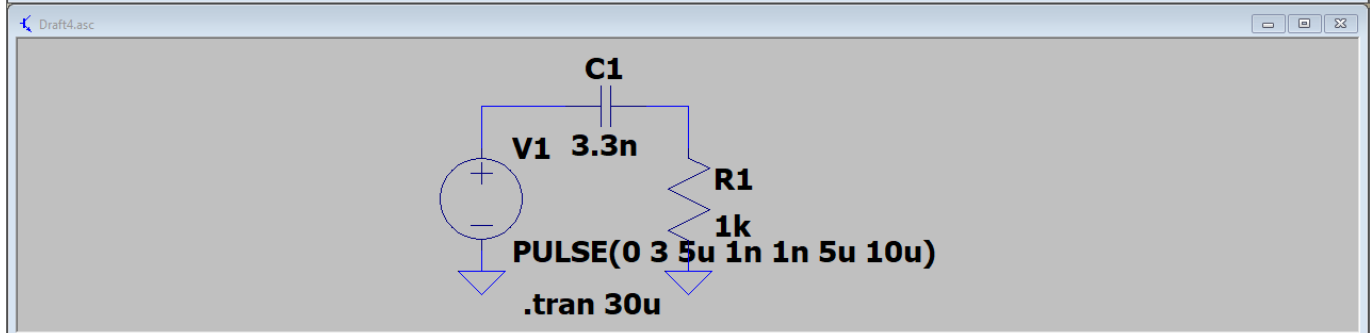 Draft4.asc
C1
V1 3.3n
R1
1k
PULSE(0 3 5u 1n 1n 5u 10u)
.tran 30u